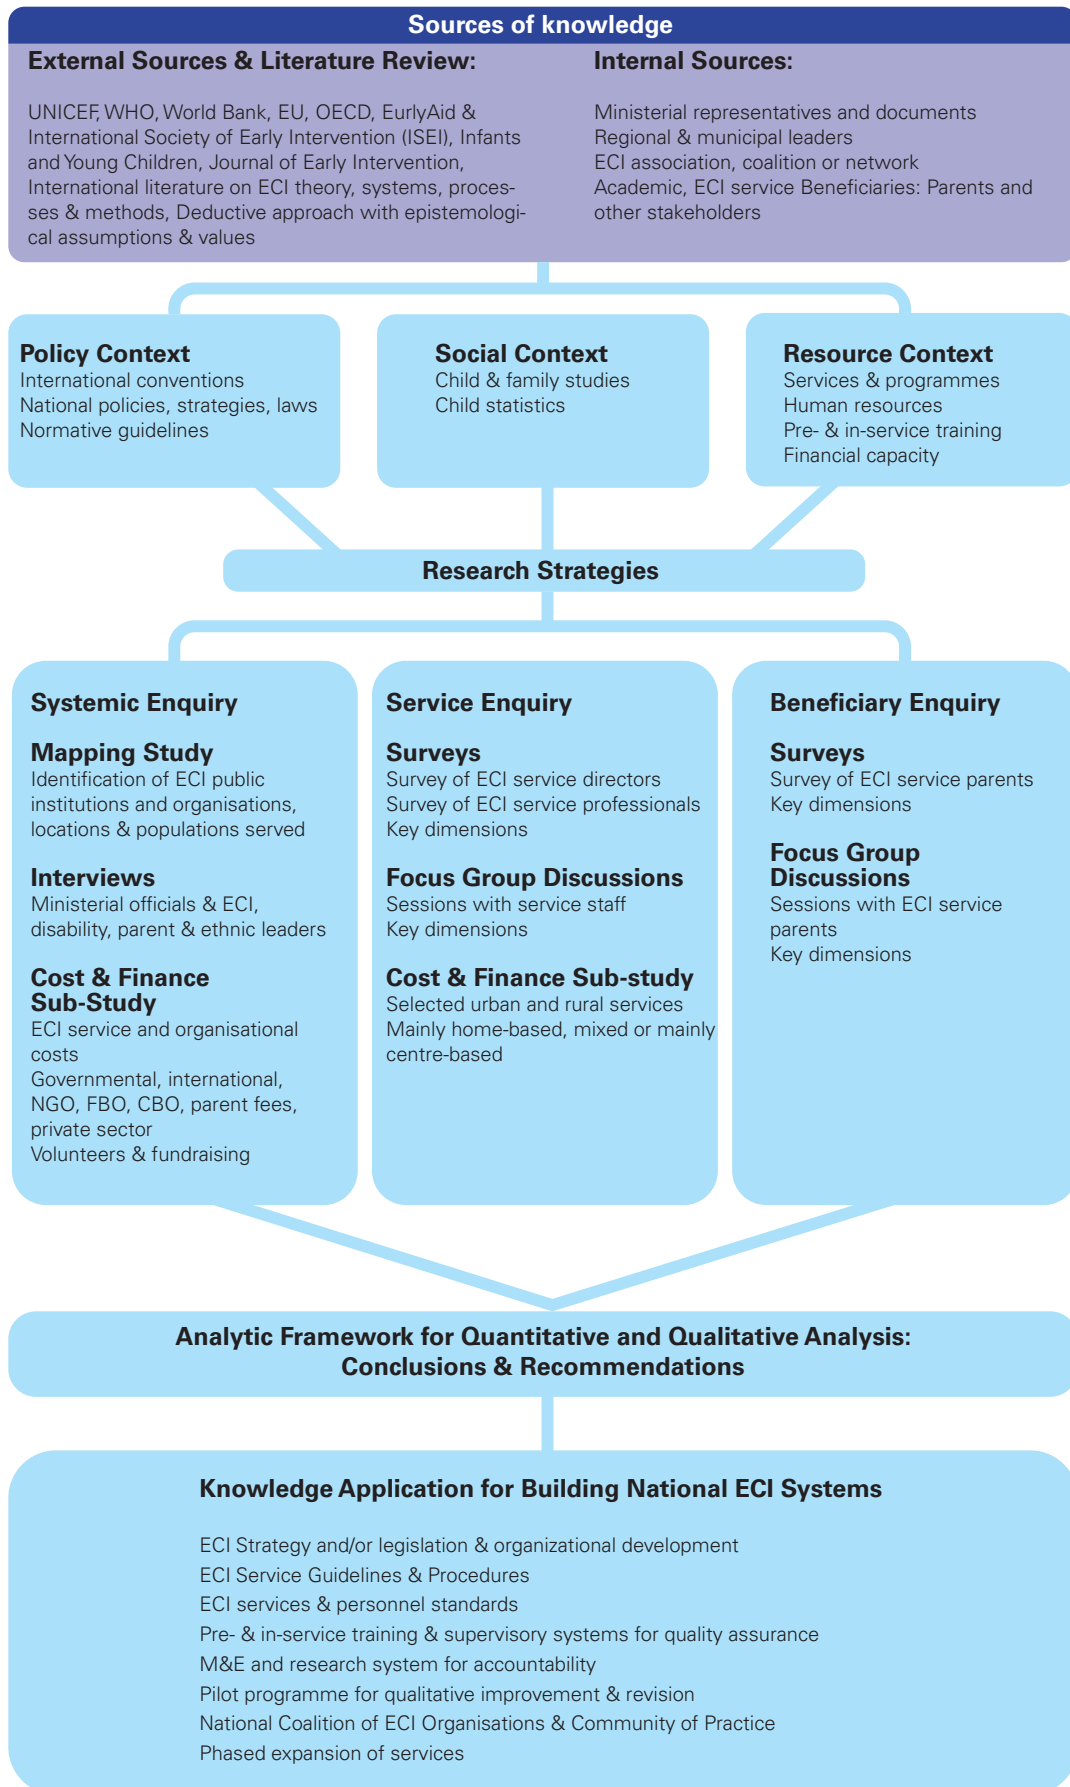 Sources of knowledge
External Sources & Literature Review:
UNICEF, WHO, World Bank, EU, OECD, EurlyAid &
International Society of Early Intervention (ISEI), Infants
and Young Children, Journal of Early Intervention,
International literature on ECI theory, systems, proces-
ses & methods, Deductive approach with epistemologi-
cal assumptions & values
Internal Sources:
Ministerial representatives and documents
Regional & municipal leaders
ECI association, coalition or network
Academic, ECI service Beneficiaries: Parents and
other stakeholders
Policy Context
International conventions
National policies, strategies, laws
Normative guidelines
Social Context
Child & family studies
Child statistics
Resource Context
Services & programmes
Human resources
Pre- & in-service training
Financial capacity
Research Strategies
Systemic Enquiry
Mapping Study
Identification of ECI public
institutions and organisations,
locations & populations served
Interviews
Ministerial officials & ECI,
disability, parent & ethnic leaders
Cost & Finance
Sub-Study
ECI service and organisational
costs
Governmental, international,
NGO, FBO, CBO, parent fees,
private sector
Volunteers & fundraising
Service Enquiry
Surveys
Survey of ECI service directors
Survey of ECI service professionals
Key dimensions
Focus Group Discussions
Sessions with service staff
Key dimensions
Cost & Finance Sub-study
Selected urban and rural services
Mainly home-based, mixed or mainly
centre-based
Beneficiary Enquiry
Surveys
Survey of ECI service parents
Key dimensions
Focus Group
Discussions
Sessions with ECI service
parents
Key dimensions
Analytic Framework for Quantitative and Qualitative Analysis:
Conclusions & Recommendations
Knowledge Application for Building National ECI Systems
ECI Strategy and/or legislation & organizational development
ECI Service Guidelines & Procedures
ECI services & personnel standards
Pre- & in-service training & supervisory systems for quality assurance
M&E and research system for accountability
Pilot programme for qualitative improvement & revision
National Coalition of ECI Organisations & Community of Practice
Phased expansion of services